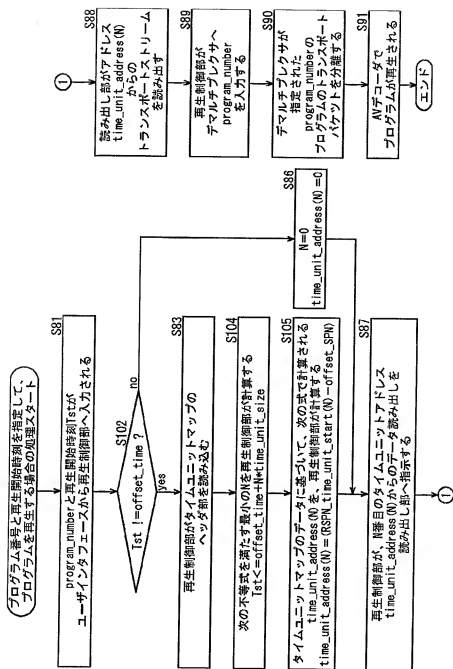 プログラム番号と再生開始時刻を指定して、
プログラムを再生する場合の処理スタート
S81
program_numberと再生開始時刻Tstが
ユーザインタフェースから再生制御部へ入力される
S102
Tst !=offset_time ?
no
yes
S83
再生制御部がタイムユニットマップの
ヘッダ部を読み込む
S104
次の不等式を満たす最小のNを再生制御部が計算する
Tst<=offset_time+N*time_unit_size
S105
タイムユニットマップのデータに基づいて、次の式で計算される
time_unit_address(N)を、再生制御部が計算する
time_unit_address(N)=(RSPN_time_unit_start(N)-offset_SPN)
S86
N=0
time_unit_address(N)=0
S87
再生制御部が、N番目のタイムユニットアドレス
time_unit_address(N)からのデータ読み出しを
読み出し部へ指示する
①
①
S88
読み出し部がアドレス
time_unit_address(N)
からの
トランスポートストリーム
を読み出す
S89
再生制御部が
デマルチプレクサへ
program_number
を入力する
S90
デマルチプレクサが
指定された
program_numberの
プログラムのトランスポート
パケットを分離する
S91
AVデコーダで
プログラムが再生される
エンド